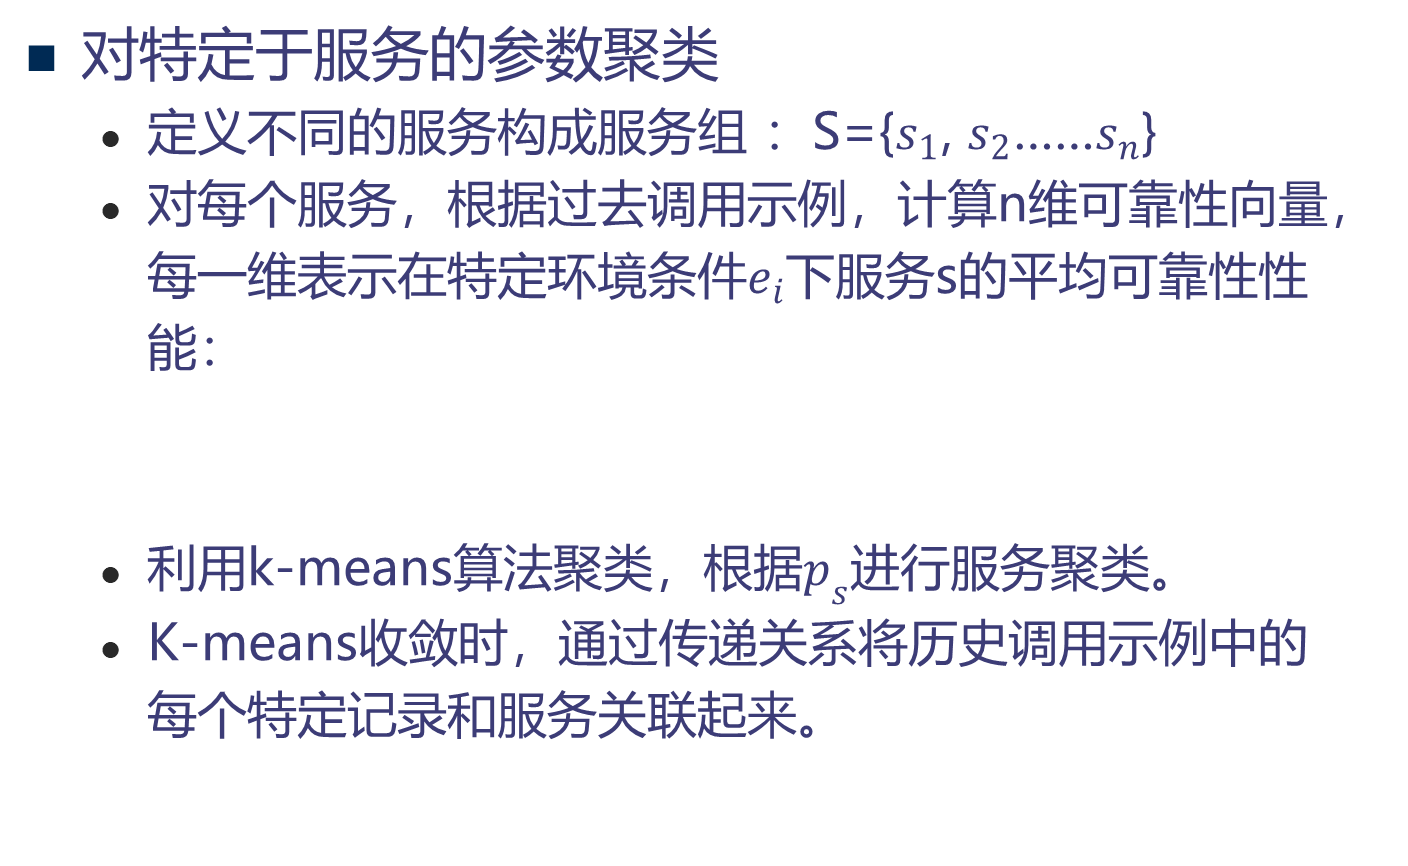 ■ 对特定于服务的参数聚类
• 定义不同的服务构成服务组 ： S={s₁, s₂……sₙ}
• 对每个服务，根据过去调用示例，计算n维可靠性向量，
每一维表示在特定环境条件eᵢ下服务s的平均可靠性性
能：
• 利用k-means算法聚类，根据pₛ进行服务聚类。
• K-means收敛时，通过传递关系将历史调用示例中的
每个特定记录和服务关联起来。